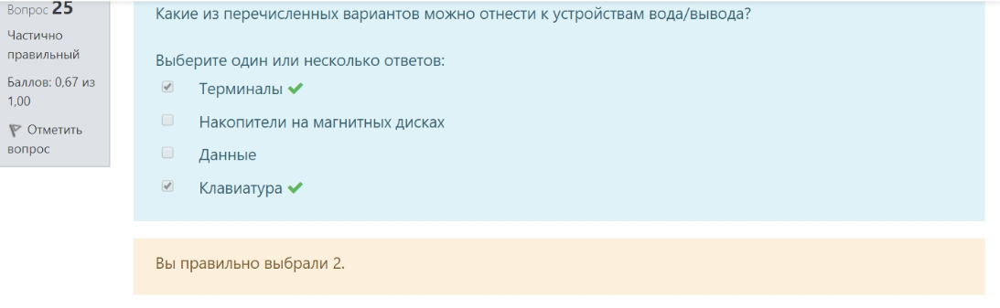 Вопрос 25
Частично
правильный
Баллов: 0,67 из
1,00
Отметить
вопрос
Какие из перечисленных вариантов можно отнести к устройствам вода/вывода?
Выберите один или несколько ответов:
Терминалы
Накопители на магнитных дисках
Данные
Клавиатура
Вы правильно выбрали 2.